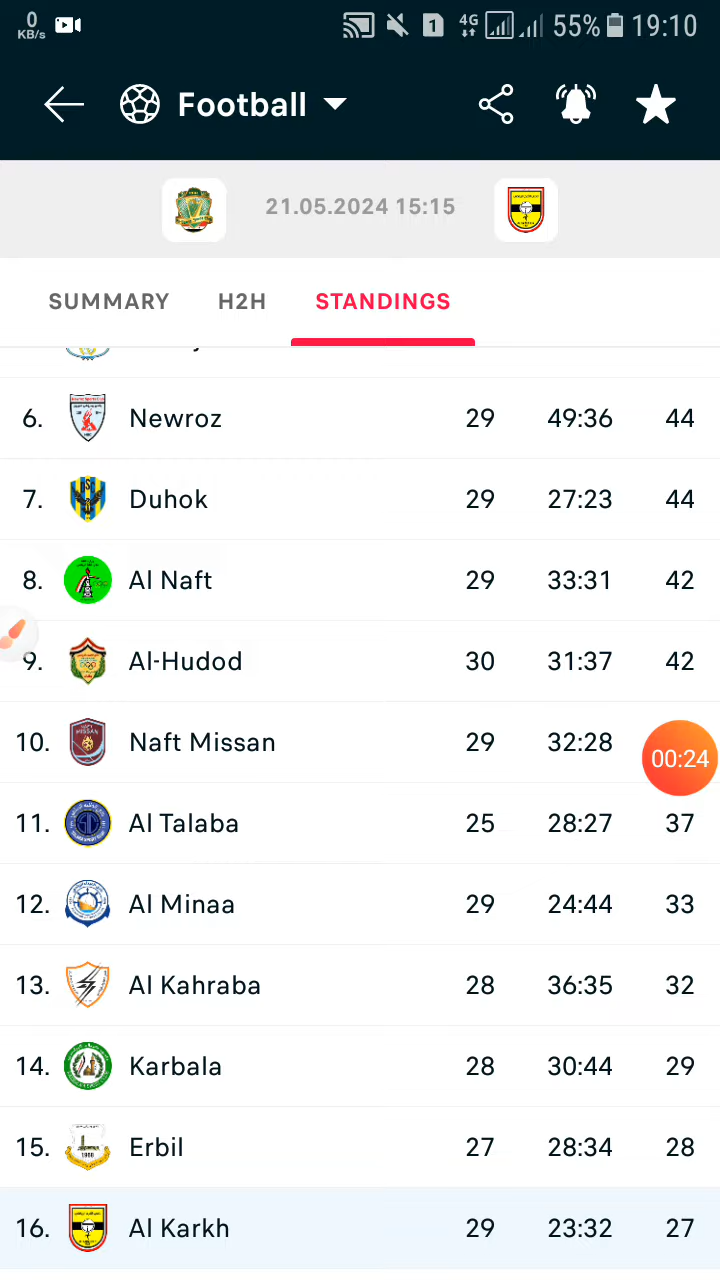 0 KB/s 1 4G 55% 19:10
Football
21.05.2024 15:15
SUMMARY H2H STANDINGS
6. Newroz 29 49:36 44
7. Duhok 29 27:23 44
8. Al Naft 29 33:31 42
9. Al-Hudod 30 31:37 42
10. Naft Missan 29 32:28
00:24
11. Al Talaba 25 28:27 37
12. Al Minaa 29 24:44 33
13. Al Kahraba 28 36:35 32
14. Karbala 28 30:44 29
15. Erbil 27 28:34 28
16. Al Karkh 29 23:32 27